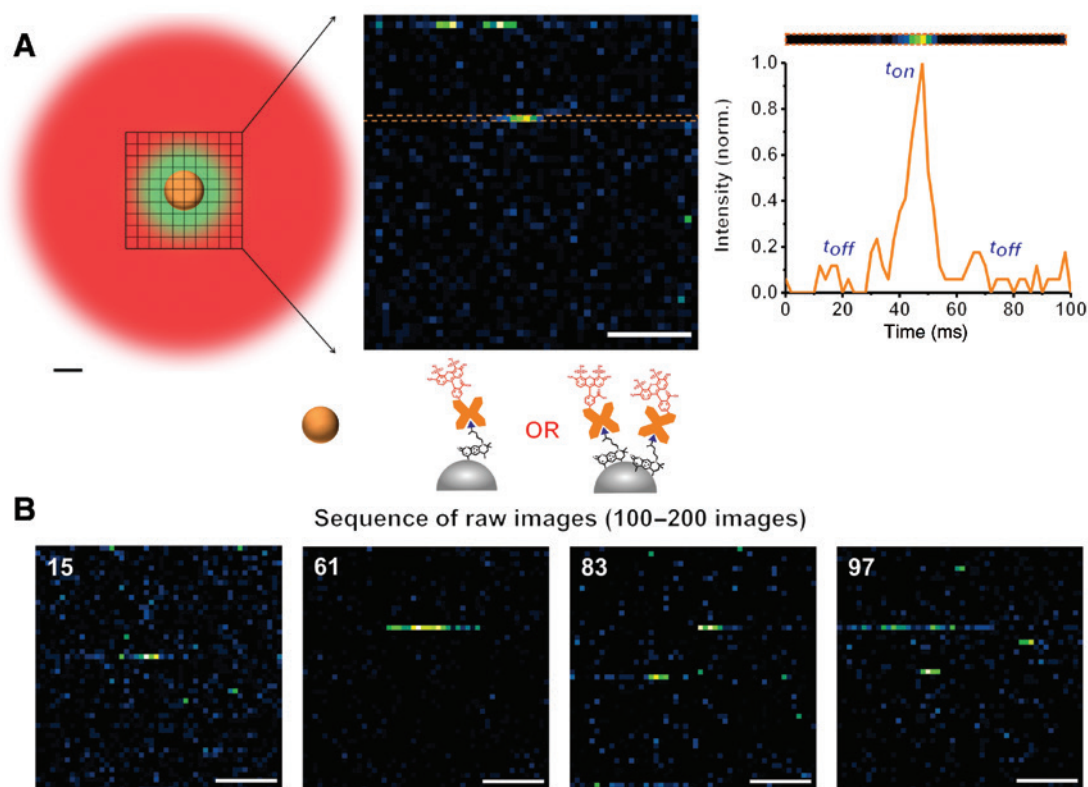 A
t_on
1.0
0.8
0.6
0.4
0.2
0.0
Intensity (norm.)
t_off
t_off
0
20
40
60
80
100
Time (ms)
OR
B
Sequence of raw images (100–200 images)
15
61
83
97